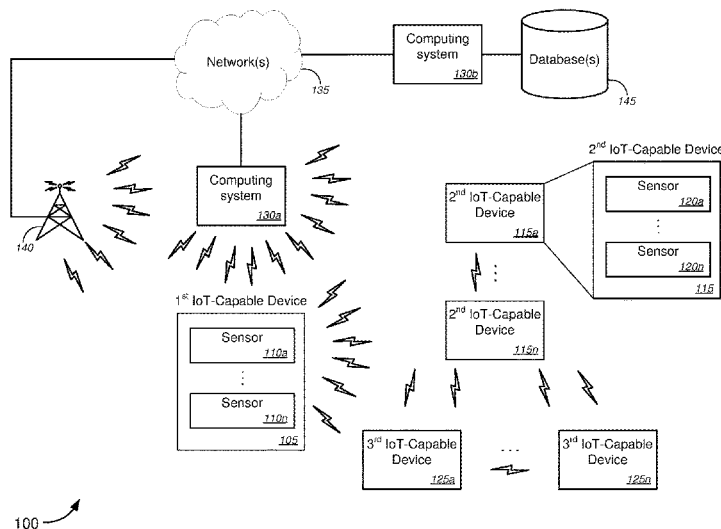 Network(s)
135
Computing
system
130b
Database(s)
145
140
Computing
system
130a
2nd IoT-Capable
Device
115a
2nd IoT-Capable Device
Sensor
120a
Sensor
120n
115
1st IoT-Capable Device
Sensor
110a
Sensor
110n
105
2nd IoT-Capable
Device
115n
3rd IoT-Capable
Device
125a
3rd IoT-Capable
Device
125n
100